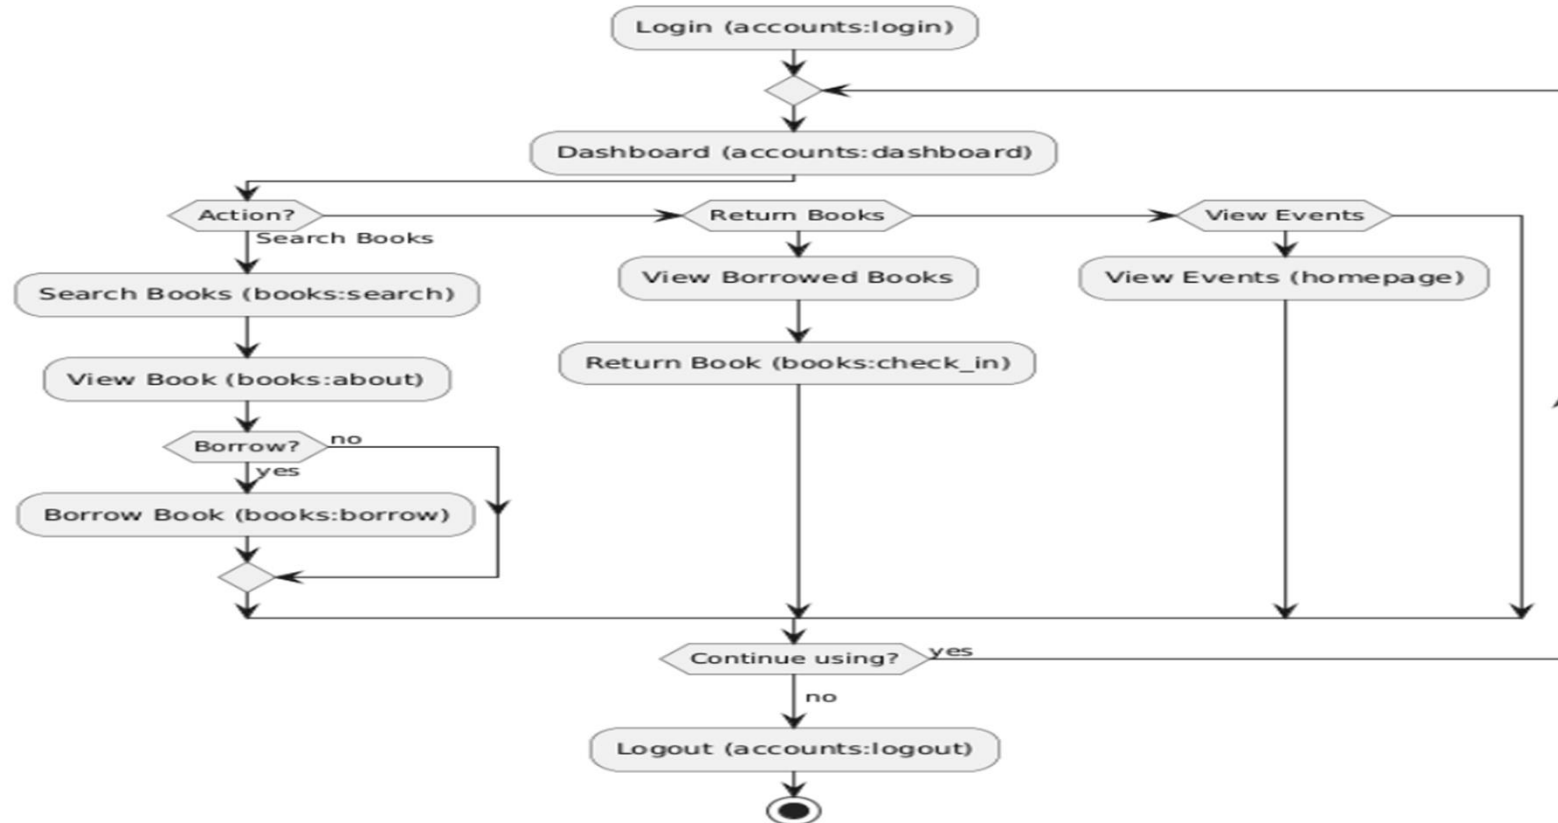 Login (accounts:login)
Dashboard (accounts:dashboard)
Action?
Search Books
Return Books
View Events
Search Books (books:search)
View Book (books:about)
Borrow?
no
yes
Borrow Book (books:borrow)
View Borrowed Books
Return Book (books:check_in)
View Events (homepage)
Continue using?
yes
no
Logout (accounts:logout)